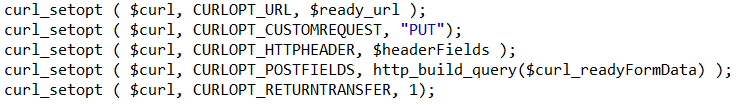 curl_setopt ( $curl, CURLOPT_URL, $ready_url );
curl_setopt ( $curl, CURLOPT_CUSTOMREQUEST, "PUT");
curl_setopt ( $curl, CURLOPT_HTTPHEADER, $headerFields );
curl_setopt ( $curl, CURLOPT_POSTFIELDS, http_build_query($curl_readyFormData) );
curl_setopt ( $curl, CURLOPT_RETURNTRANSFER, 1);